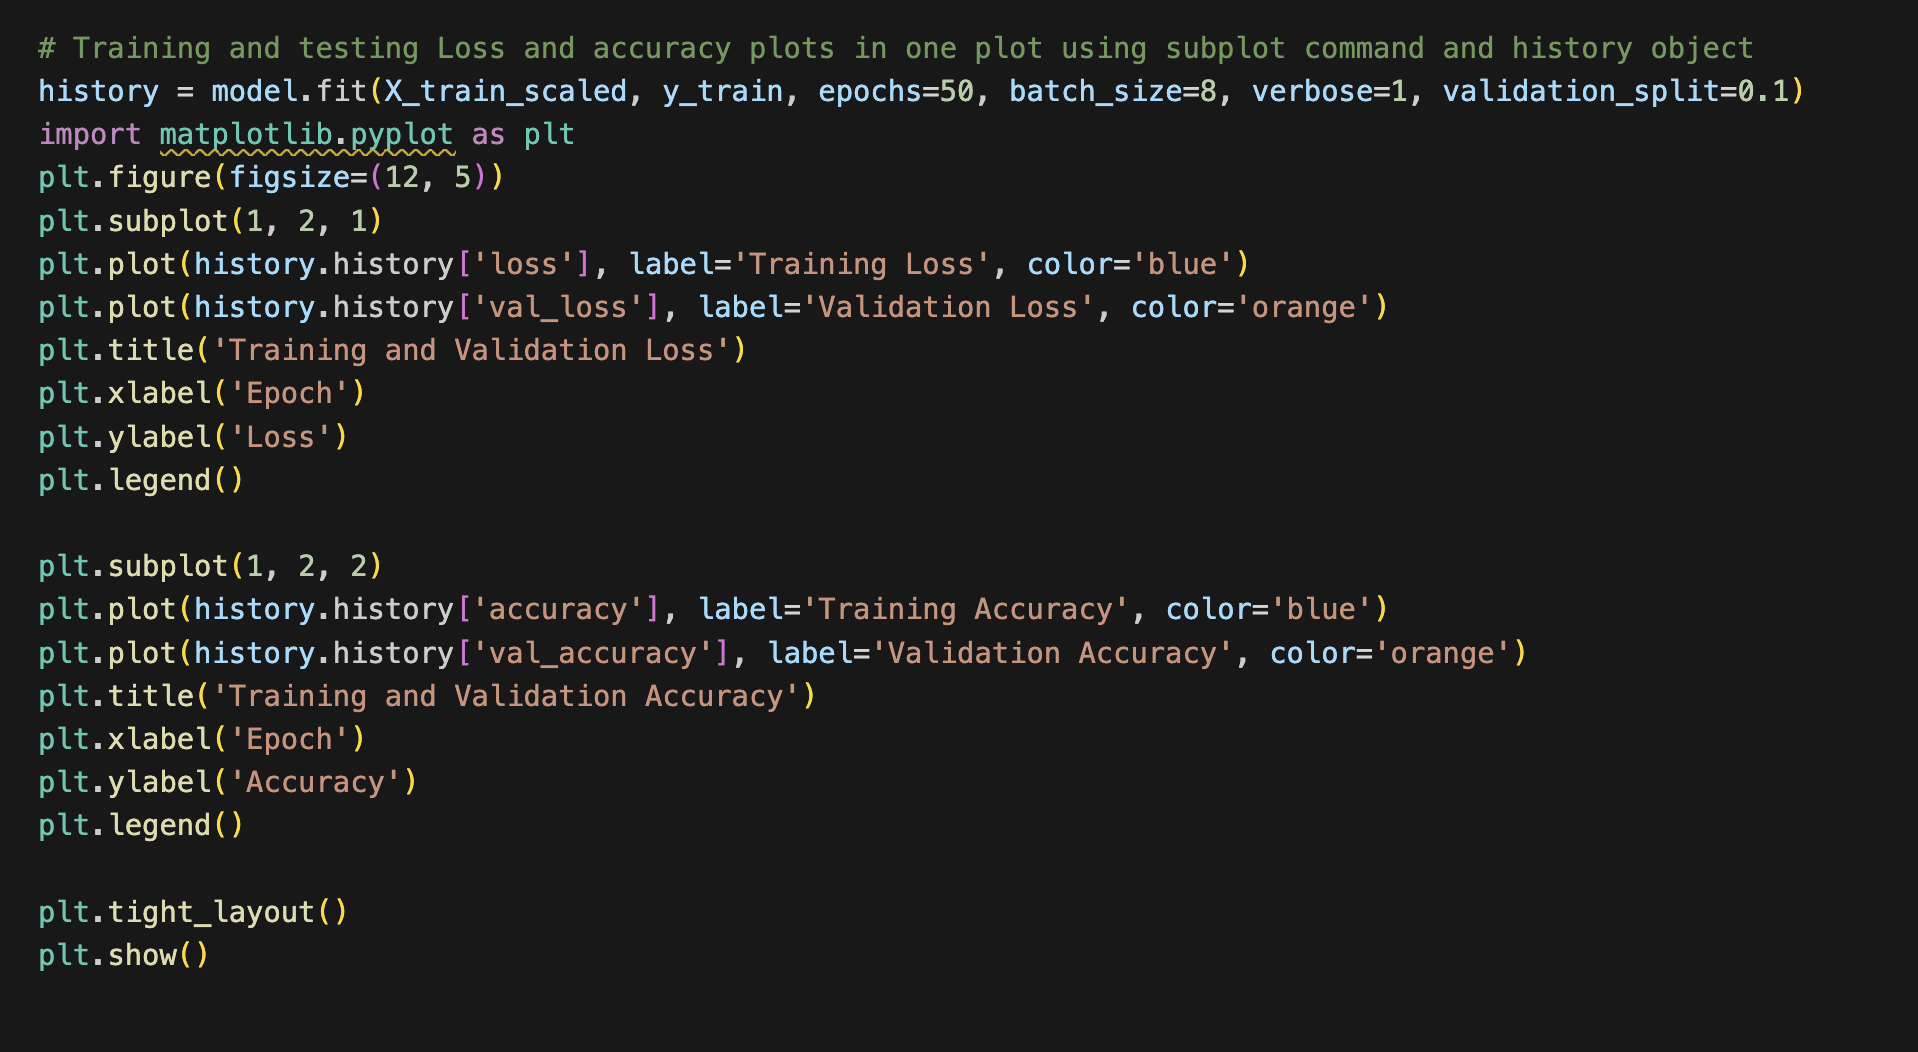 # Training and testing Loss and accuracy plots in one plot using subplot command and history object
history = model.fit(X_train_scaled, y_train, epochs=50, batch_size=8, verbose=1, validation_split=0.1)
import matplotlib.pyplot as plt
plt.figure(figsize=(12, 5))
plt.subplot(1, 2, 1)
plt.plot(history.history['loss'], label='Training Loss', color='blue')
plt.plot(history.history['val_loss'], label='Validation Loss', color='orange')
plt.title('Training and Validation Loss')
plt.xlabel('Epoch')
plt.ylabel('Loss')
plt.legend()

plt.subplot(1, 2, 2)
plt.plot(history.history['accuracy'], label='Training Accuracy', color='blue')
plt.plot(history.history['val_accuracy'], label='Validation Accuracy', color='orange')
plt.title('Training and Validation Accuracy')
plt.xlabel('Epoch')
plt.ylabel('Accuracy')
plt.legend()

plt.tight_layout()
plt.show()